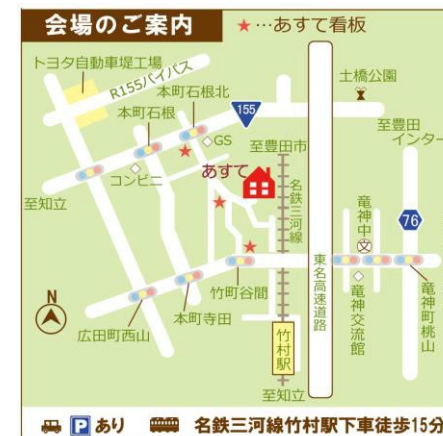 会場のご案内
★…あすて看板
トヨタ自動車堤工場
R155バイパス
本町石根北
本町石根
155
土橋公園
GS
至豊田市
至豊田
インター
コンビニ
あすて
至知立
名鉄三河線
竜神中
文
76
N
竹町谷間
東名高速道路
竜神交流館
竜神町桃山
本町寺田
広田町西山
竹村駅
至知立
P あり
名鉄三河線竹村駅下車徒歩15分